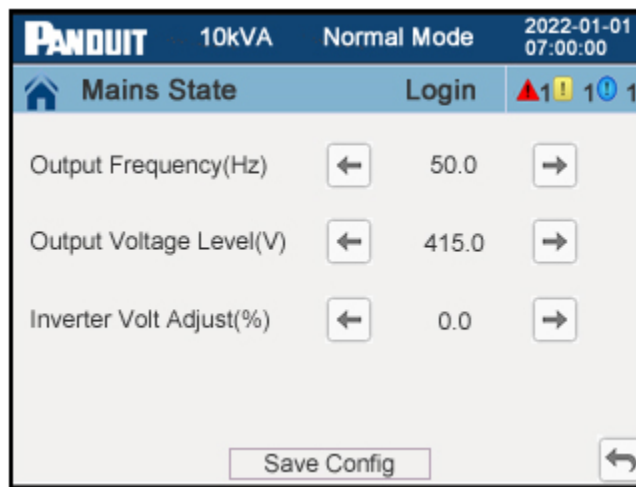 PANDUIT 10kVA Normal Mode 2022-01-01
07:00:00
Mains State Login 1 ! 1 ! 1
Output Frequency(Hz) 50.0
Output Voltage Level(V) 415.0
Inverter Volt Adjust(%) 0.0
Save Config